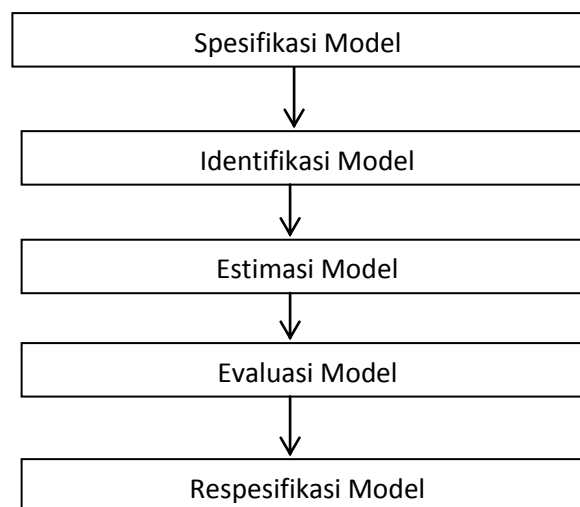 Spesifikasi Model
Identifikasi Model
Estimasi Model
Evaluasi Model
Respesifikasi Model